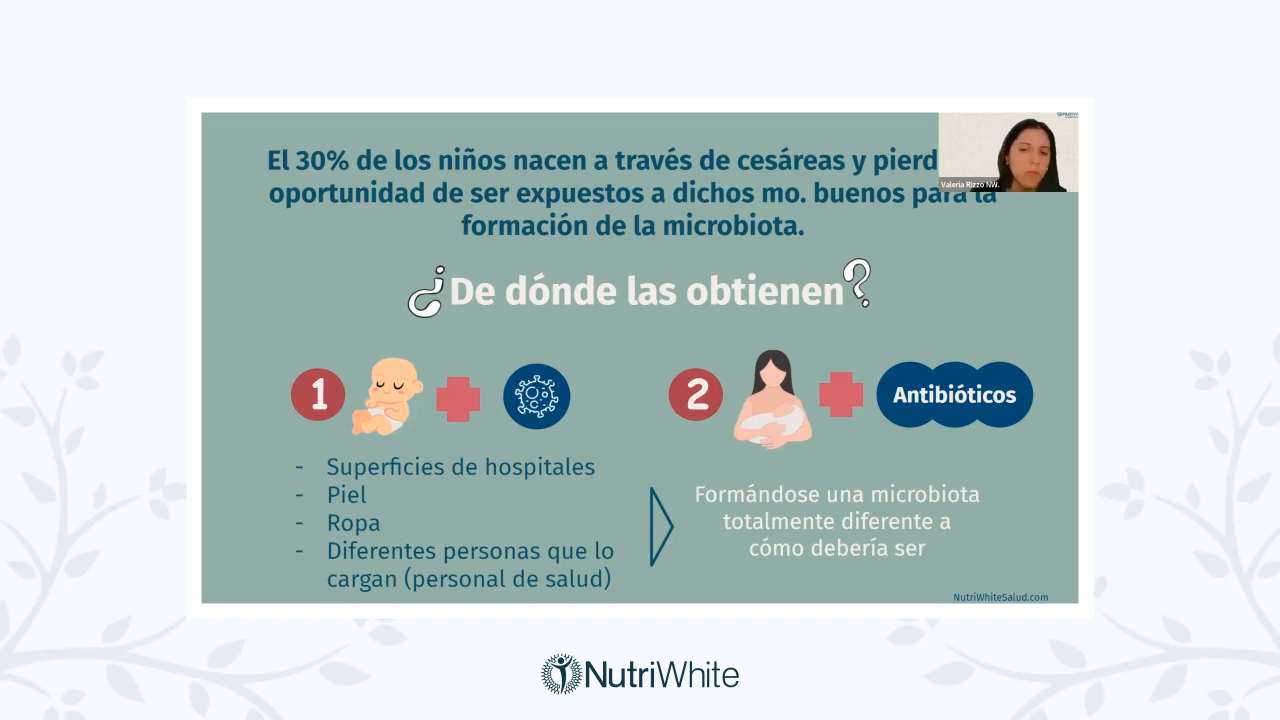 El 30% de los niños nacen a través de cesáreas y pierd
oportunidad de ser expuestos a dichos mo. buenos para la
formación de la microbiota.
Valeria Rizzo NW.
¿De dónde las obtienen?
1
2
Antibióticos
- Superficies de hospitales
- Piel
- Ropa
- Diferentes personas que lo
cargan (personal de salud)
Formándose una microbiota
totalmente diferente a
cómo debería ser
NutriWhiteSalud.com
NutriWhite